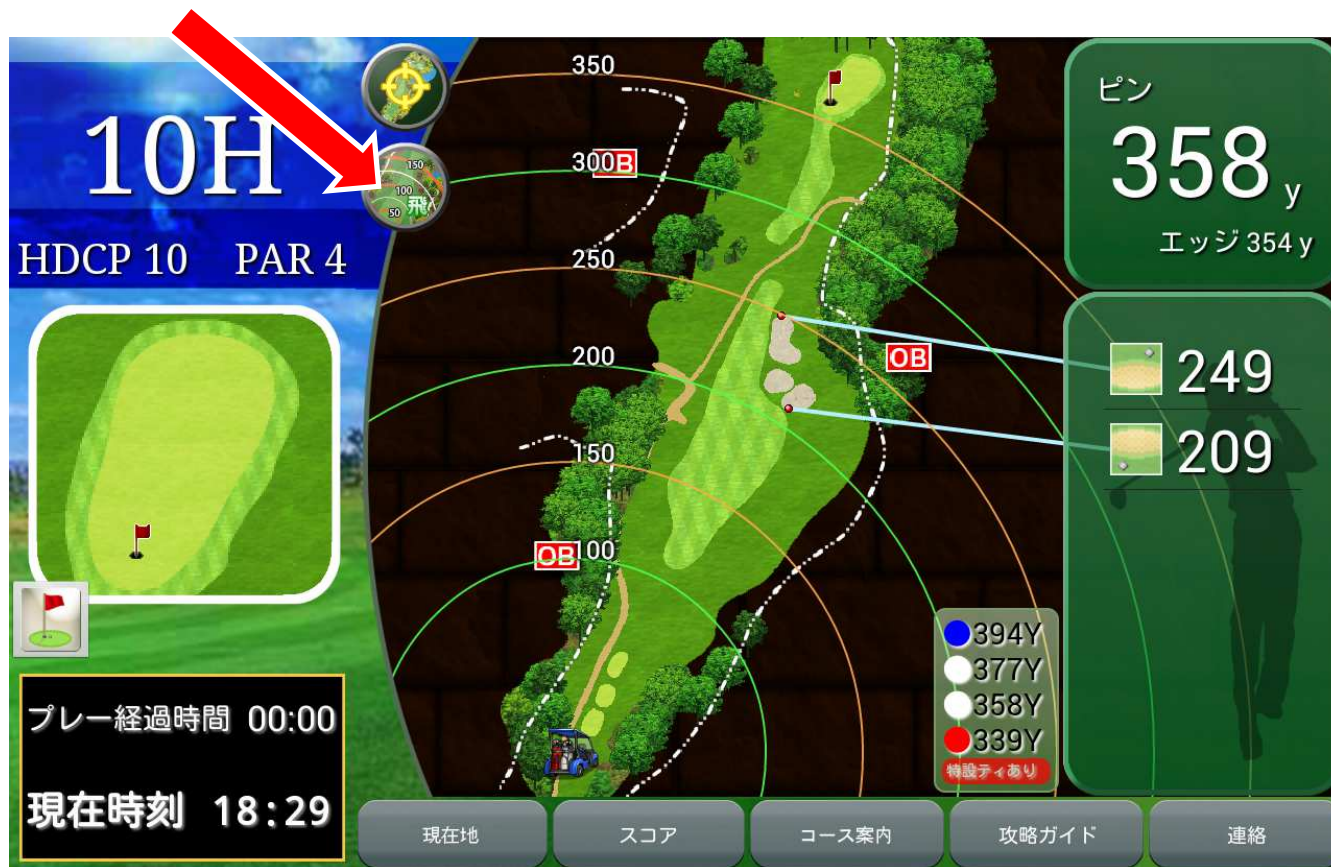 10H
HDCP 10 PAR 4
150
100
50 飛
350
300
OB
250
200
OB
150
OB
00
ピン
358 y
エッジ 354 y
249
209
394Y
377Y
358Y
339Y
特設ティあり
プレー経過時間 00:00
現在時刻 18:29
現在地
スコア
コース案内
攻略ガイド
連絡